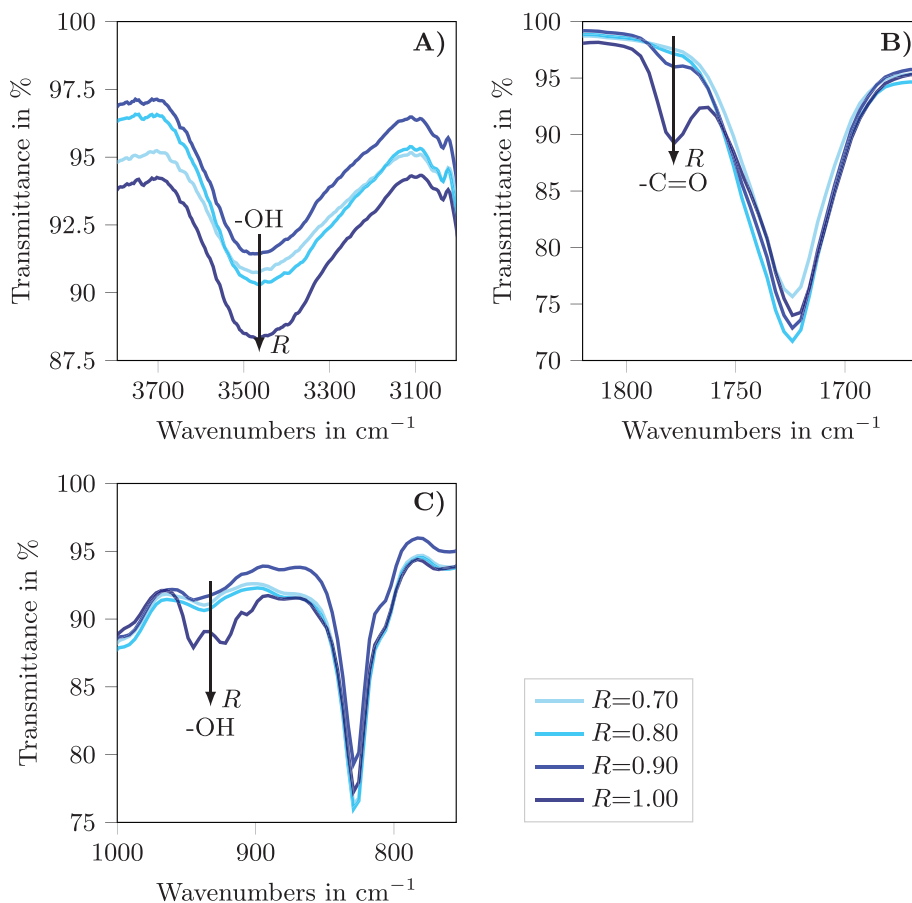 A)
Transmittance in %
100
97.5
95
92.5
90
87.5
-OH
R
3700
3500
3300
3100
Wavenumbers in cm⁻¹
B)
Transmittance in %
100
95
90
85
80
75
70
R
-C=O
1800
1750
1700
Wavenumbers in cm⁻¹
C)
Transmittance in %
100
95
90
85
80
75
R
-OH
1000
900
800
Wavenumbers in cm⁻¹
R=0.70
R=0.80
R=0.90
R=1.00